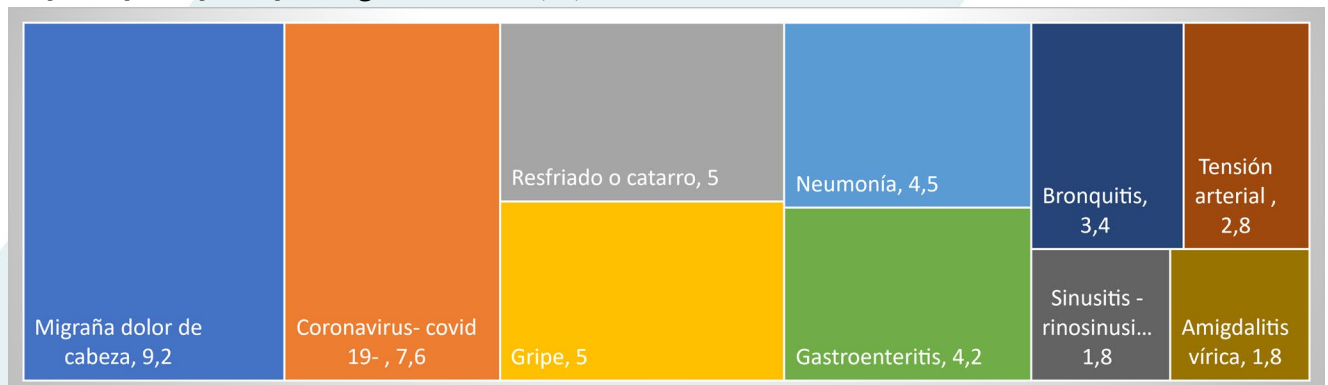 Migraña dolor de
cabeza, 9,2
Coronavirus- covid
19- , 7,6
Resfriado o catarro, 5
Gripe, 5
Neumonía, 4,5
Gastroenteritis, 4,2
Bronquitis,
3,4
Tensión
arterial ,
2,8
Sinusitis -
rinosinusi...
1,8
Amigdalitis
vírica, 1,8